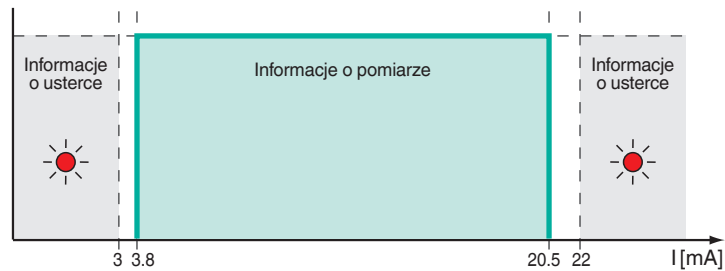 Informacje
o usterce
Informacje o pomiarze
Informacje
o usterce
3 3.8 20.5 22 I [mA]